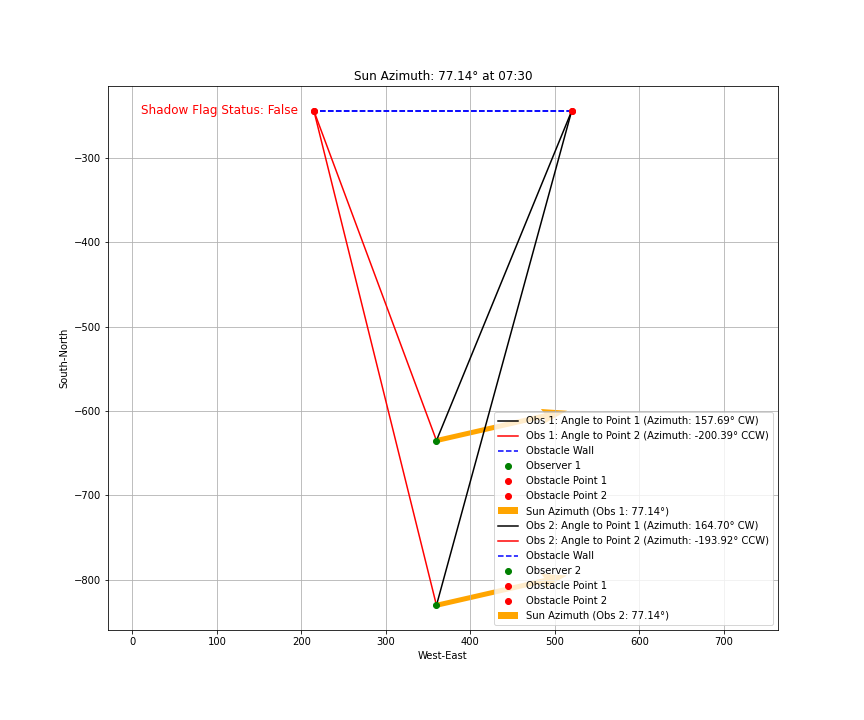 Sun Azimuth: 77.14° at 07:30
Shadow Flag Status: False
−300
−400
−500
−600
−700
−800
South-North
Obs 1: Angle to Point 1 (Azimuth: 157.69° CW)
Obs 1: Angle to Point 2 (Azimuth: -200.39° CCW)
Obstacle Wall
Observer 1
Obstacle Point 1
Obstacle Point 2
Sun Azimuth (Obs 1: 77.14°)
Obs 2: Angle to Point 1 (Azimuth: 164.70° CW)
Obs 2: Angle to Point 2 (Azimuth: -193.92° CCW)
Obstacle Wall
Observer 2
Obstacle Point 1
Obstacle Point 2
Sun Azimuth (Obs 2: 77.14°)
0 100 200 300 400 500 600 700
West-East